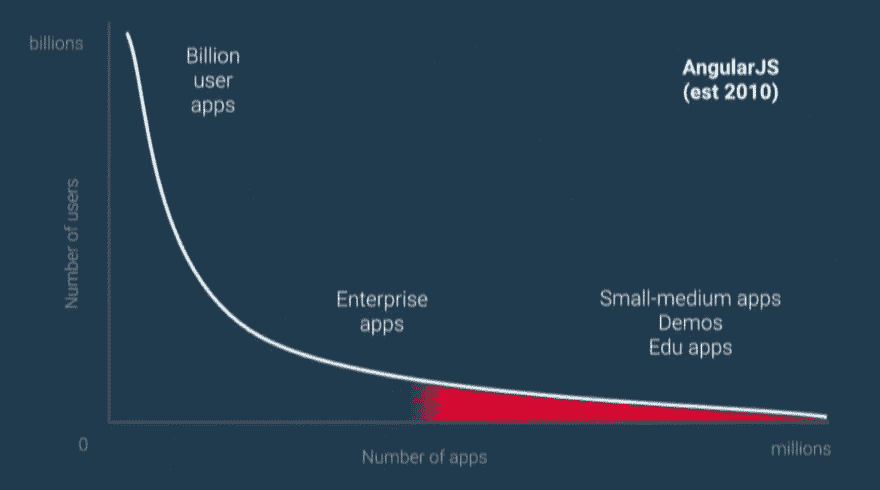 billions
Billion
user
apps
AngularJS
(est 2010)
Number of users
Enterprise
apps
Small-medium apps
Demos
Edu apps
0
Number of apps
millions